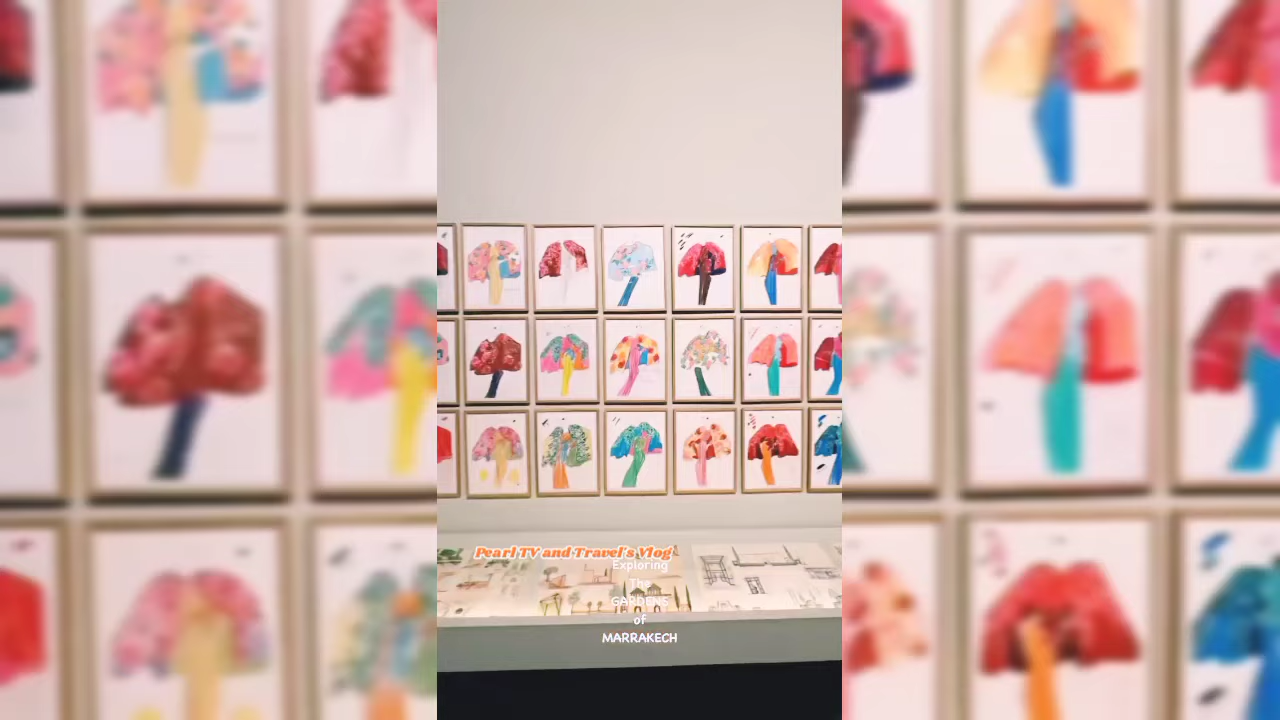 Pearl TV and Travel's Vlog
Exploring
The
GARDENS
of
MARRAKECH